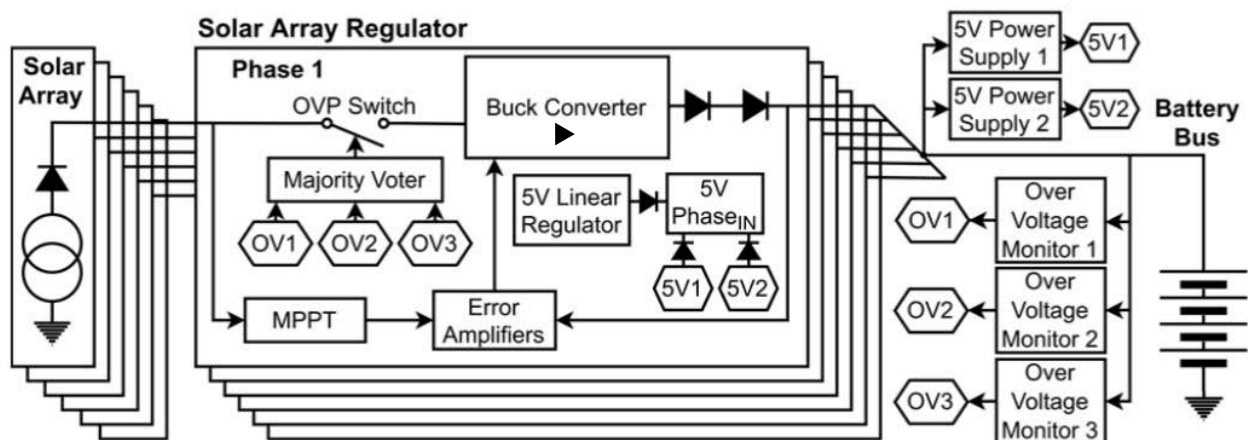 Solar
Array
Solar Array Regulator
Phase 1
OVP Switch
Majority Voter
OV1
OV2
OV3
MPPT
Error
Amplifiers
Buck Converter
5V Linear
Regulator
5V
PhaseIN
5V1
5V2
5V Power
Supply 1
5V1
5V Power
Supply 2
5V2
Battery
Bus
Over
Voltage
Monitor 1
OV1
Over
Voltage
Monitor 2
OV2
Over
Voltage
Monitor 3
OV3